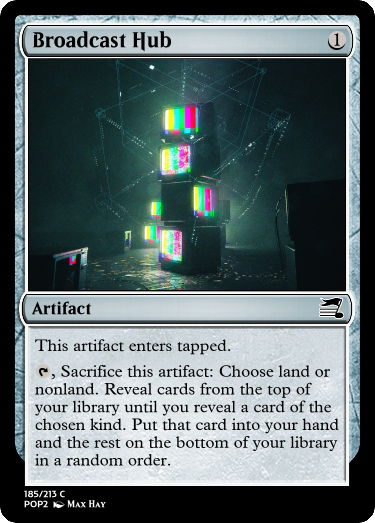 Broadcast Hub 1
Artifact
This artifact enters tapped.
, Sacrifice this artifact: Choose land or
nonland. Reveal cards from the top of
your library until you reveal a card of the
chosen kind. Put that card into your hand
and the rest on the bottom of your library
in a random order.
185/213 C
POP2 Max Hay